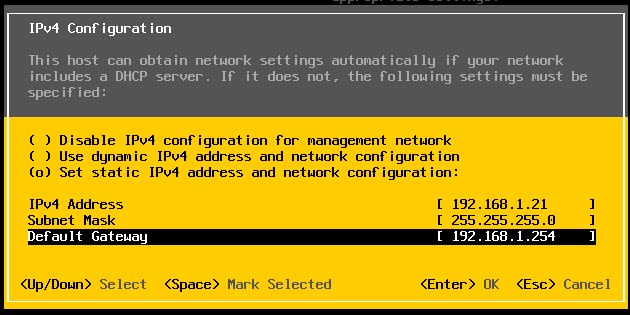 appropriate settings.
IPv4 Configuration
This host can obtain network settings automatically if your network
includes a DHCP server. If it does not, the following settings must be
specified:
( ) Disable IPv4 configuration for management network
( ) Use dynamic IPv4 address and network configuration
(o) Set static IPv4 address and network configuration:
IPv4 Address [ 192.168.1.21 ]
Subnet Mask [ 255.255.255.0 ]
Default Gateway [ 192.168.1.254 ]
<Up/Down> Select <Space> Mark Selected <Enter> OK <Esc> Cancel